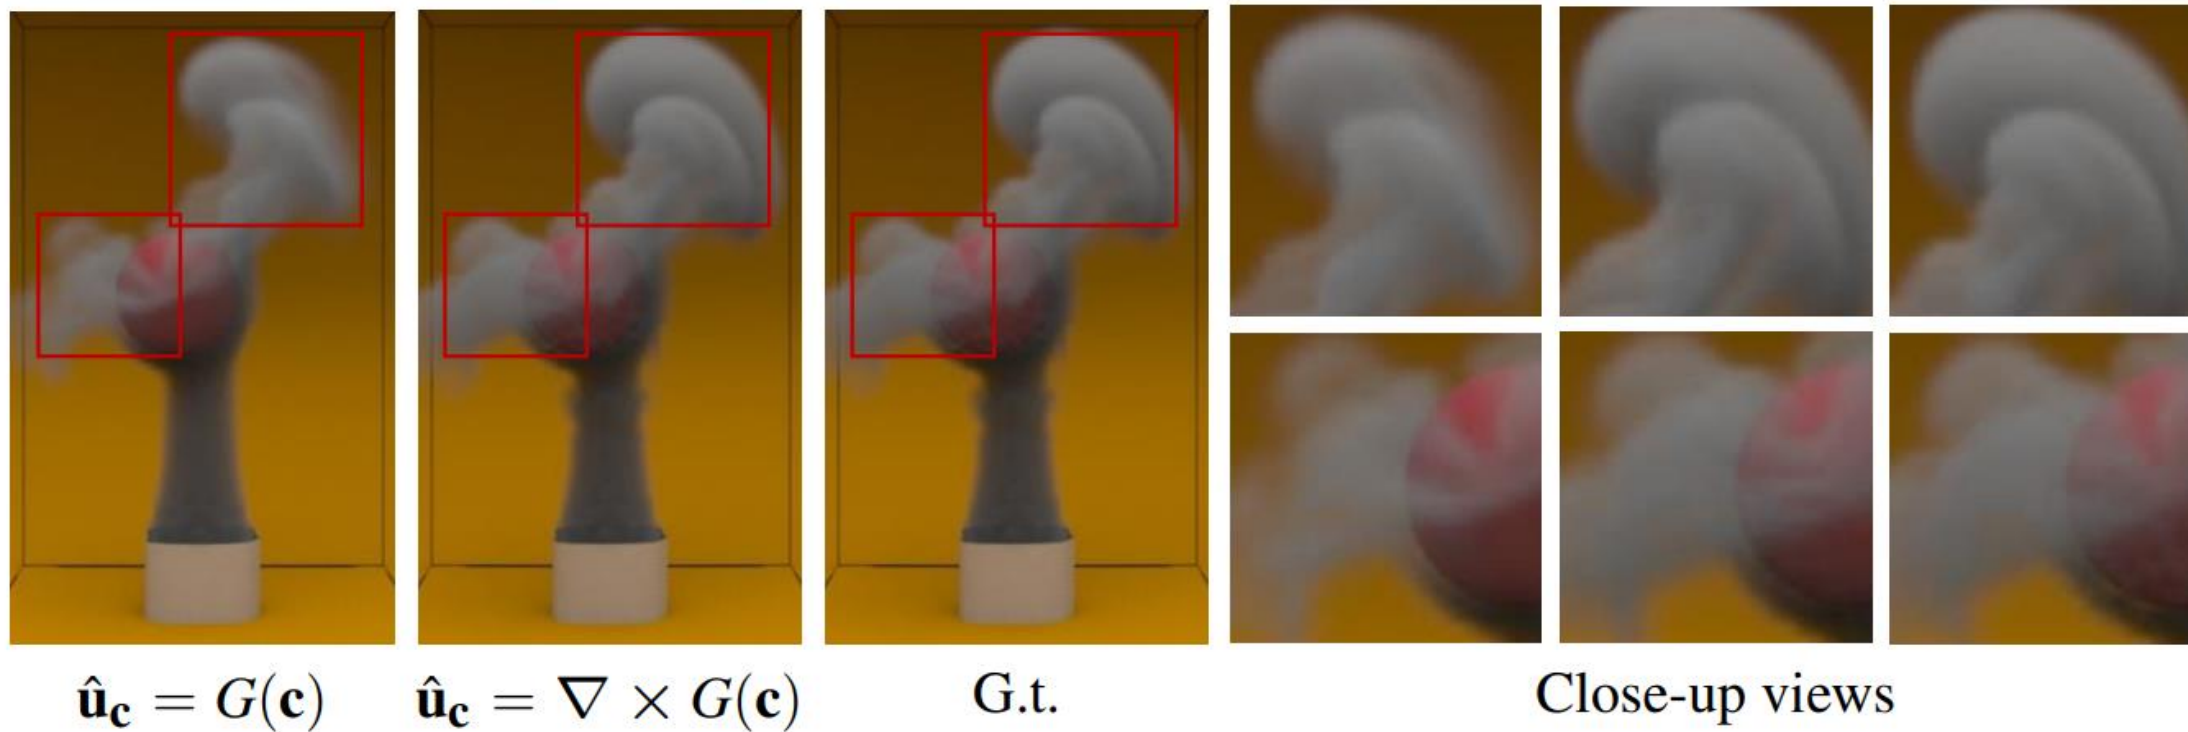 û_c = G(c)
û_c = ∇ × G(c)
G.t.
Close-up views